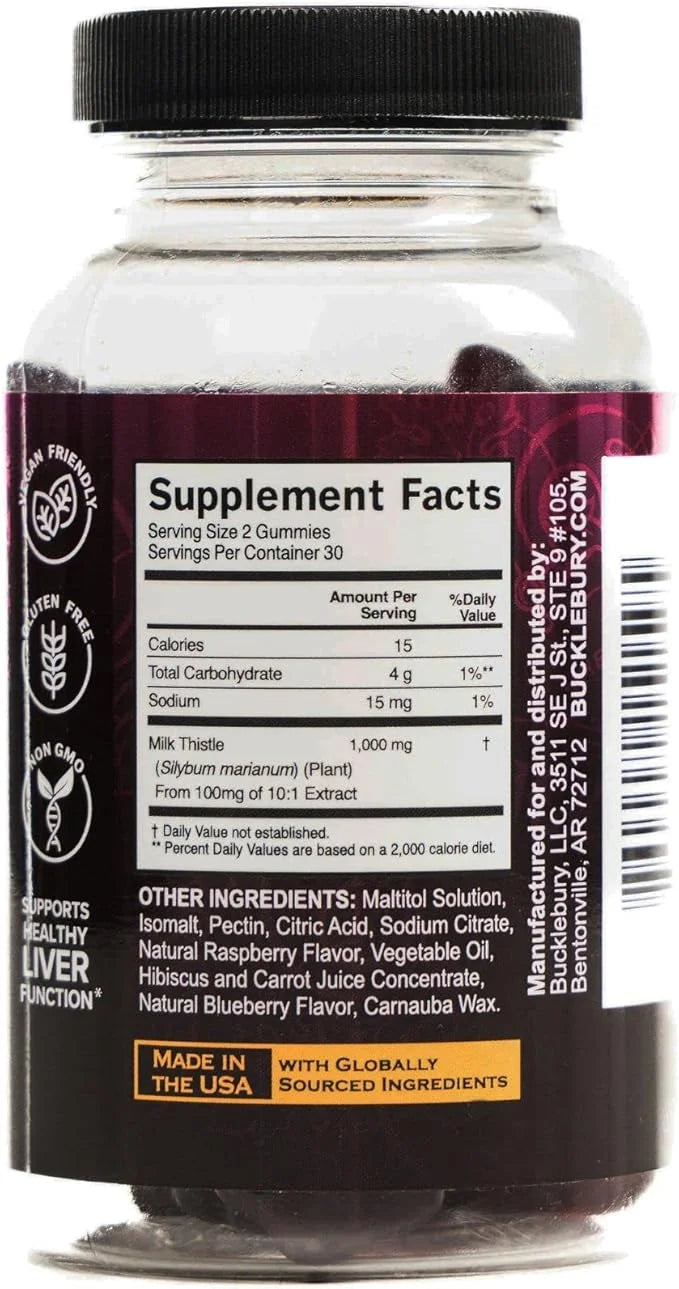 VEGAN FRIENDLY
GLUTEN FREE
NON GMO
SUPPORTS
HEALTHY
LIVER
FUNCTION*
Supplement Facts
Serving Size 2 Gummies
Servings Per Container 30
Amount Per Serving %Daily Value
Calories 15
Total Carbohydrate 4 g 1%**
Sodium 15 mg 1%
Milk Thistle 1,000 mg †
(Silybum marianum) (Plant)
From 100mg of 10:1 Extract
† Daily Value not established.
** Percent Daily Values are based on a 2,000 calorie diet.
OTHER INGREDIENTS: Maltitol Solution,
Isomalt, Pectin, Citric Acid, Sodium Citrate,
Natural Raspberry Flavor, Vegetable Oil,
Hibiscus and Carrot Juice Concentrate,
Natural Blueberry Flavor, Carnauba Wax.
MADE IN
THE USA
WITH GLOBALLY
SOURCED INGREDIENTS
Manufactured for and distributed by:
Bucklebury, LLC, 3511 SE J St., STE 9 #105,
Bentonville, AR 72712 BUCKLEBURY.COM